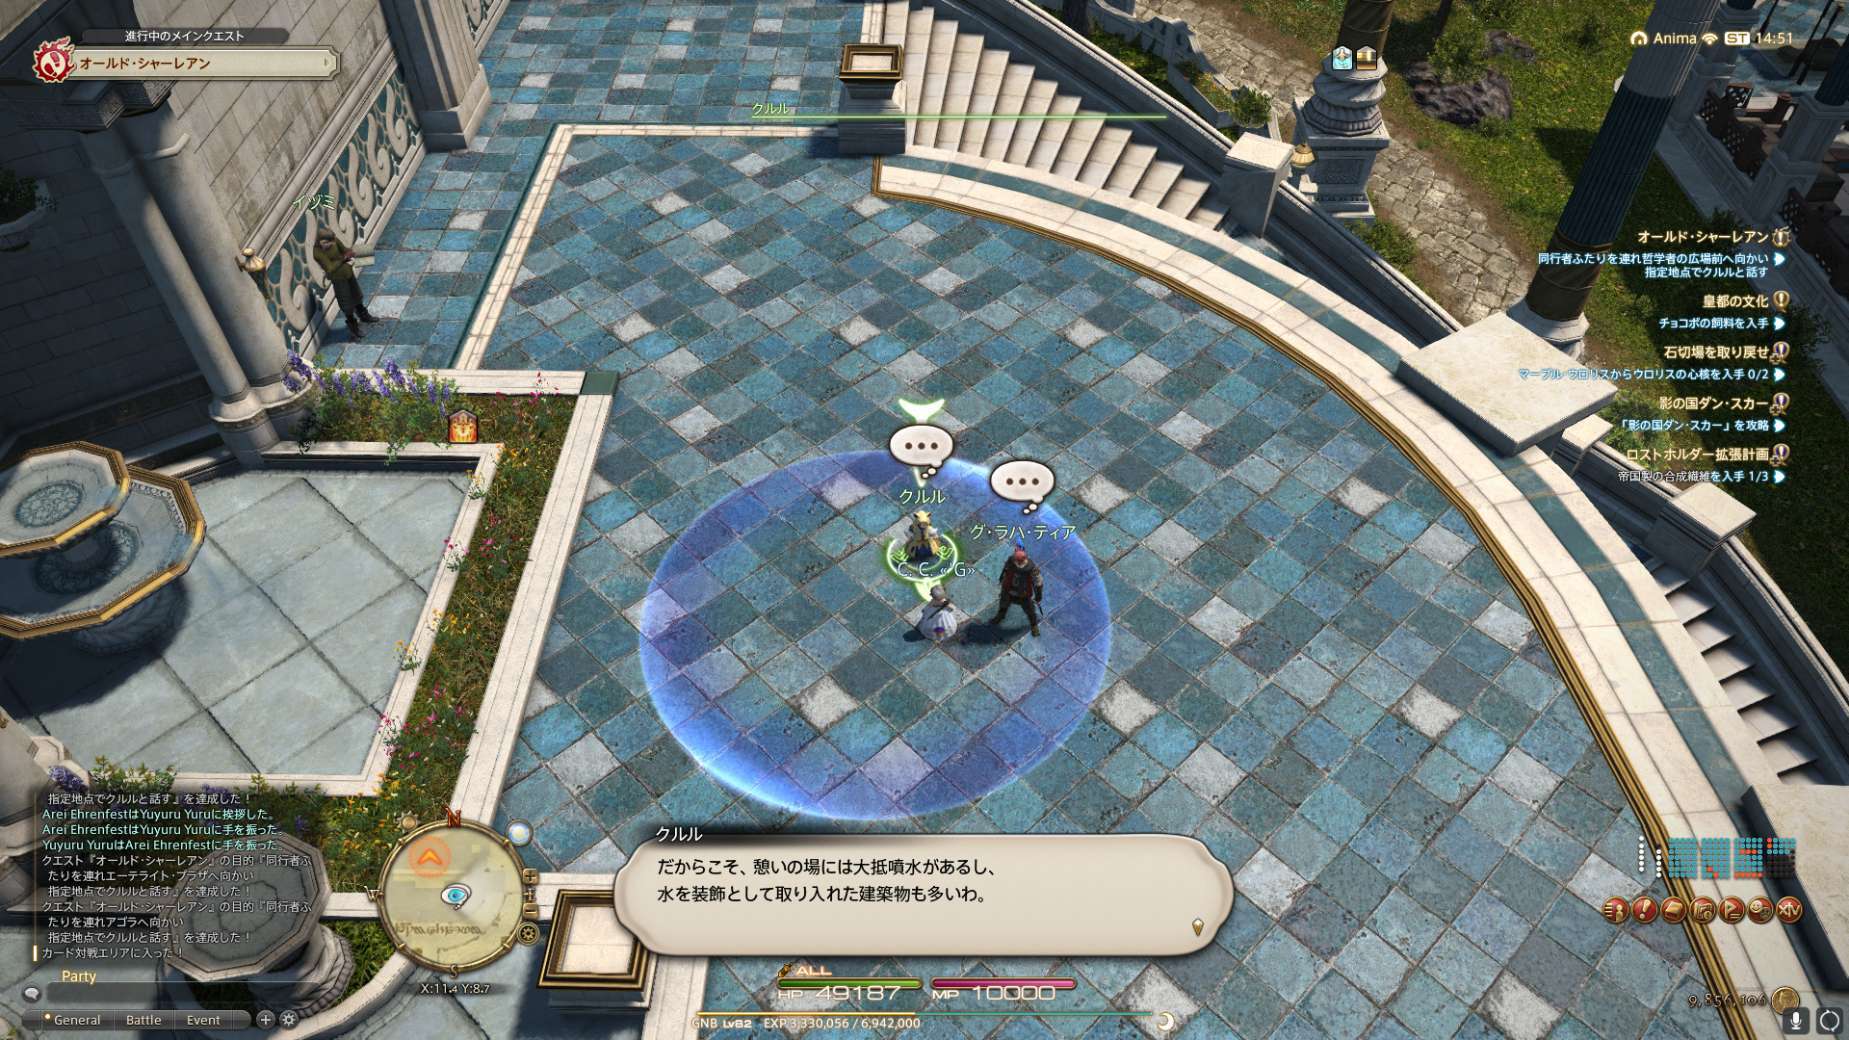 進行中のメインクエスト
オールド・シャーレアン
Anima ST 14:51
クルル
イヅミ
オールド・シャーレアン
同行者ふたりを連れ哲学者の広場前へ向かい
指定地点でクルルと話す
皇都の文化
チョコボの飼料を入手
石切場を取り戻せ
マーブル・ウロリスからウロリスの心核を入手 0/2
影の国ダン・スカー
「影の国ダン・スカー」を攻略
ロストホルダー拡張計画
帝国製の合成繊維を入手 1/3
クルル
グ・ラハ・ティア
指定地点でクルルと話す』を達成した！
Arei EhrenfestはYuyuru Yuruに挨拶した。
Arei EhrenfestはYuyuru Yuruに手を振った。
Yuyuru YuruはArei Ehrenfestに手を振った。
クエスト『オールド・シャーレアン』の目的『同行者ふ
たりを連れエーテライト・プラザへ向かい
指定地点でクルルと話す』を達成した！
クエスト『オールド・シャーレアン』の目的『同行者ふ
たりを連れアゴラへ向かい
指定地点でクルルと話す』を達成した！
カード対戦エリアに入った！
Party
General Battle Event
N
W
S
X:11.4 Y:8.7
クルル
だからこそ、憩いの場には大抵噴水があるし、
水を装飾として取り入れた建築物も多いわ。
ALL
HP 49187 MP 10000
GNB Lv82 EXP 3,330,056 / 6,942,000
XIV